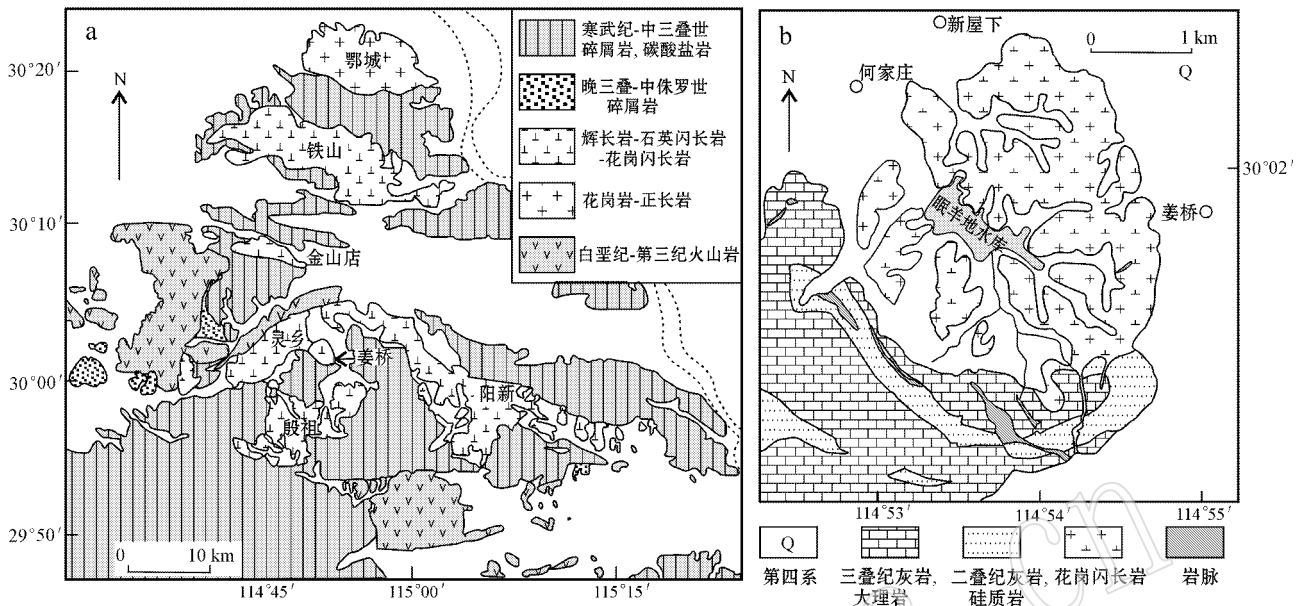 a
30°20′
30°10′
30°00′
29°50′
N
鄂城
铁山
金山店
灵乡
姜桥
殷祖
阳新
0 10 km
114°45′
115°00′
115°15′
寒武纪-中三叠世
碎屑岩,碳酸盐岩
晚三叠-中侏罗世
碎屑岩
辉长岩-石英闪长岩
-花岗闪长岩
花岗岩-正长岩
白垩纪-第三纪火山岩
b
新屋下
0 1 km
Q
N
何家庄
30°02′
眠羊地水库
姜桥
114°53′
114°54′
114°55′
Q
第四系
三叠纪灰岩,
大理岩
二叠纪灰岩,
硅质岩
花岗闪长岩
岩脉